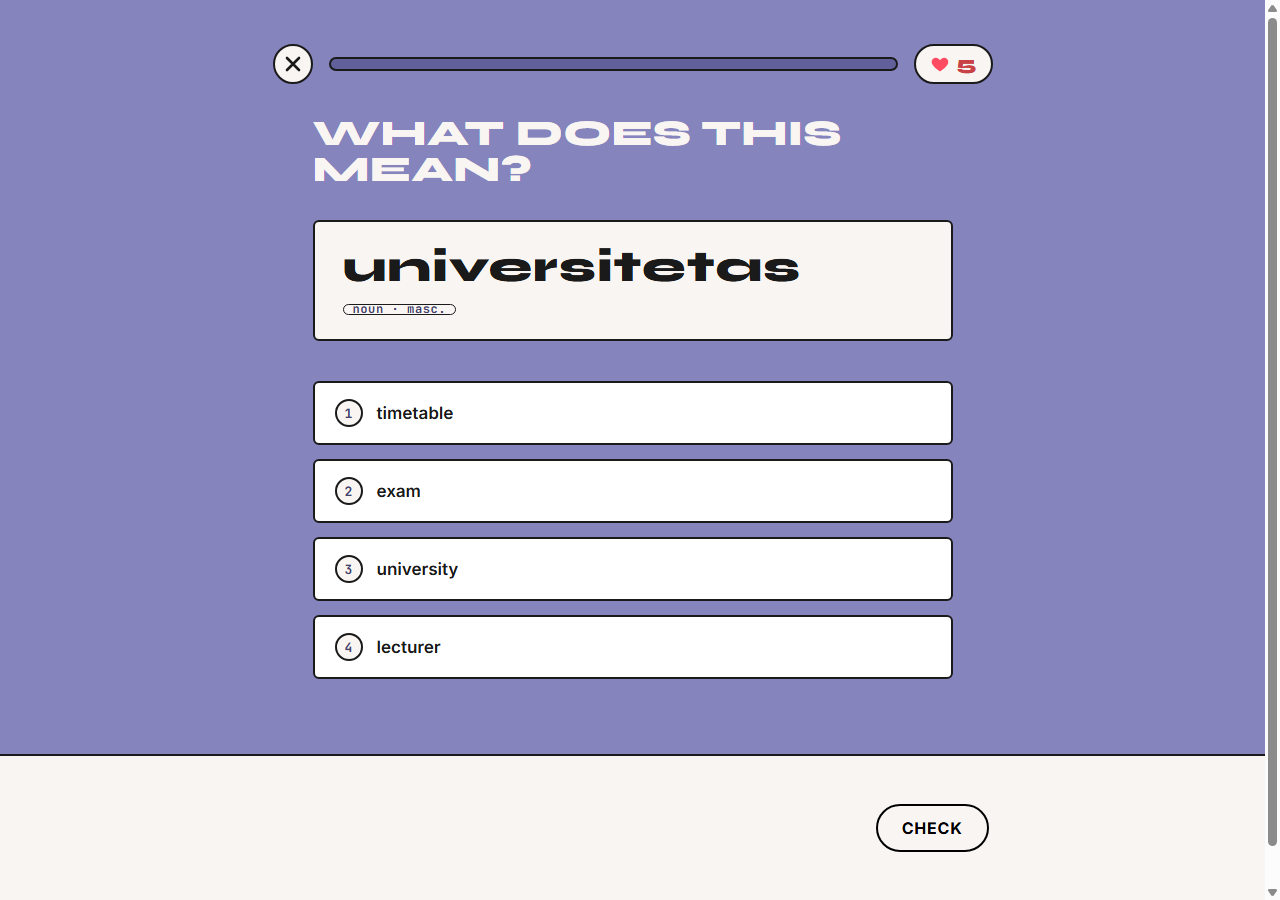 5
WHAT DOES THIS
MEAN?
universitetas
noun · masc.
1 timetable
2 exam
3 university
4 lecturer
CHECK